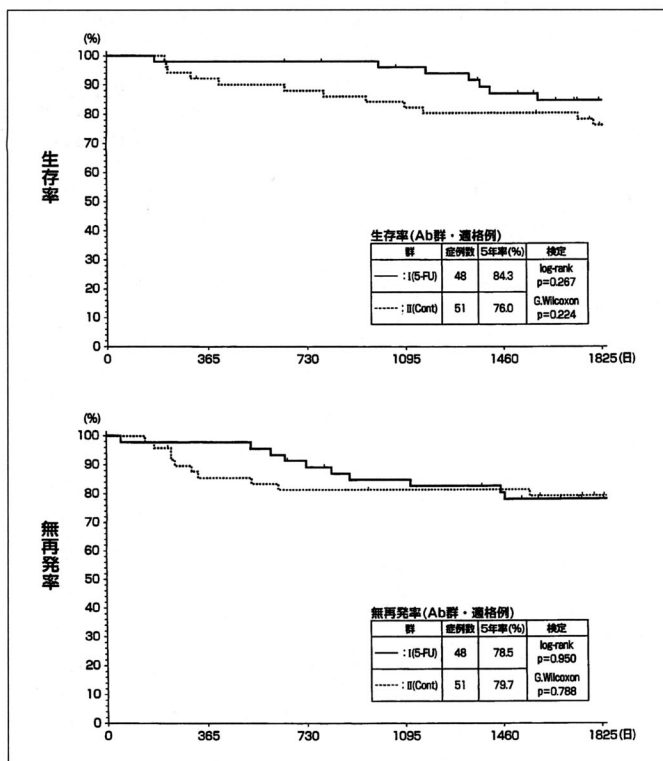 (%)
100
90
80
70
60
50
40
30
20
10
0
生存率
生存率(Ab群・適格例)
群 症例数 5年率(%) 検定
:I(5-FU) 48 84.3 log-rank p=0.267
:II(Cont) 51 76.0 G.Wilcoxon p=0.224
0 365 730 1095 1460 1825(日)
(%)
100
90
80
70
60
50
40
30
20
10
0
無再発率
無再発率(Ab群・適格例)
群 症例数 5年率(%) 検定
:I(5-FU) 48 78.5 log-rank p=0.950
:II(Cont) 51 79.7 G.Wilcoxon p=0.788
0 365 730 1095 1460 1825(日)